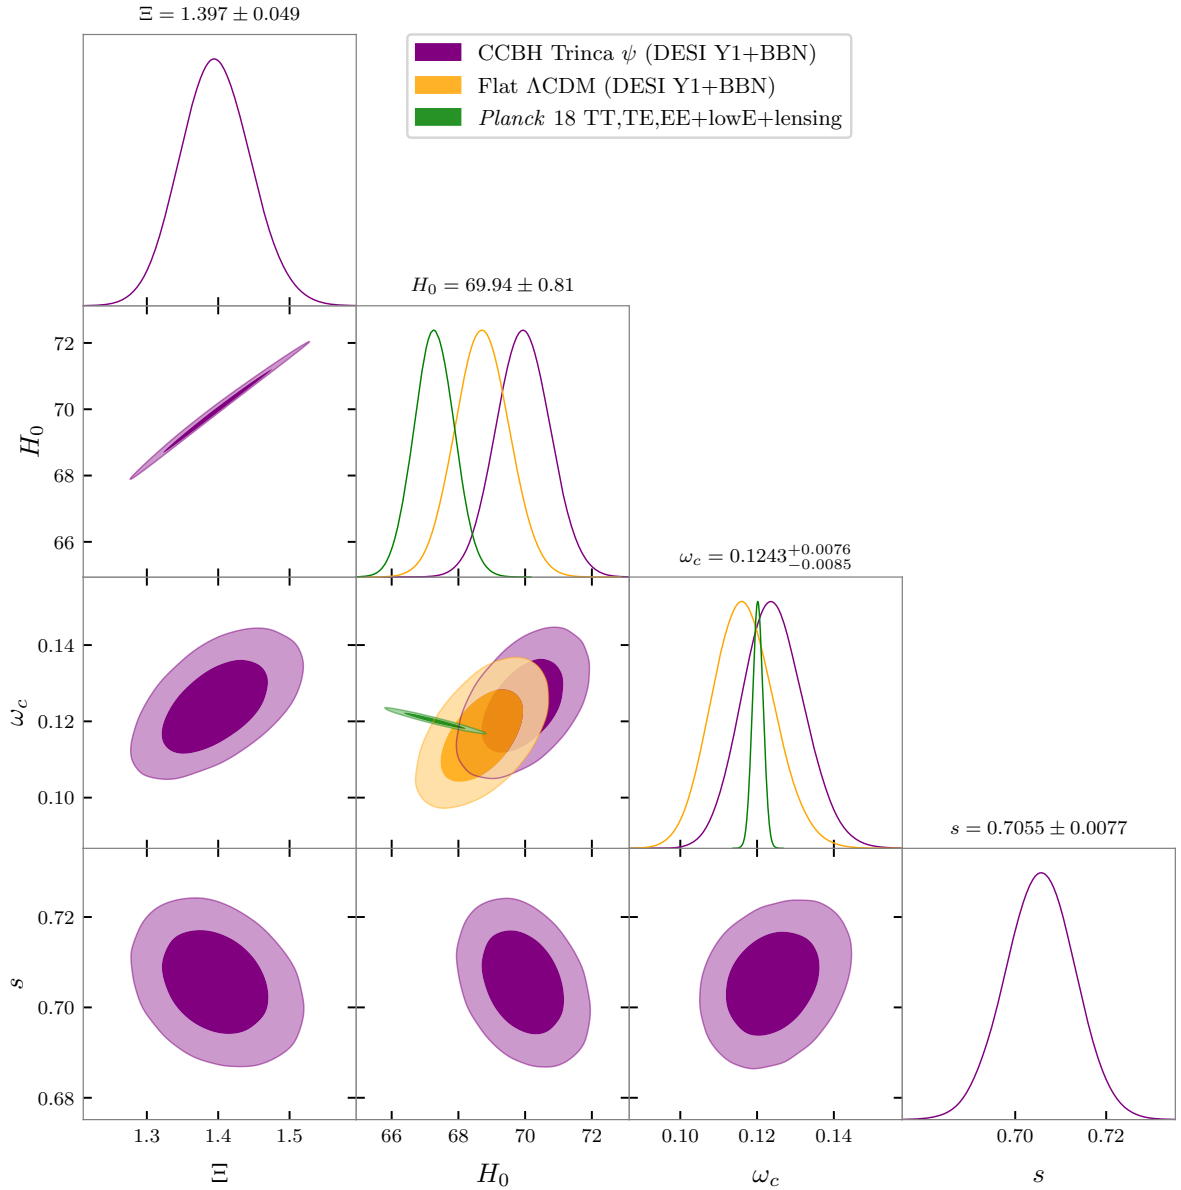 Ξ = 1.397 ± 0.049
CCBH Trinca ψ (DESI Y1+BBN)
Flat ΛCDM (DESI Y1+BBN)
Planck 18 TT,TE,EE+lowE+lensing
H₀ = 69.94 ± 0.81
72
70
68
66
H₀
ω_c = 0.1243^{+0.0076}_{-0.0085}
0.14
0.12
0.10
ω_c
s = 0.7055 ± 0.0077
0.72
0.70
0.68
s
1.3 1.4 1.5
66 68 70 72
0.10 0.12 0.14
0.70 0.72
Ξ H₀ ω_c s